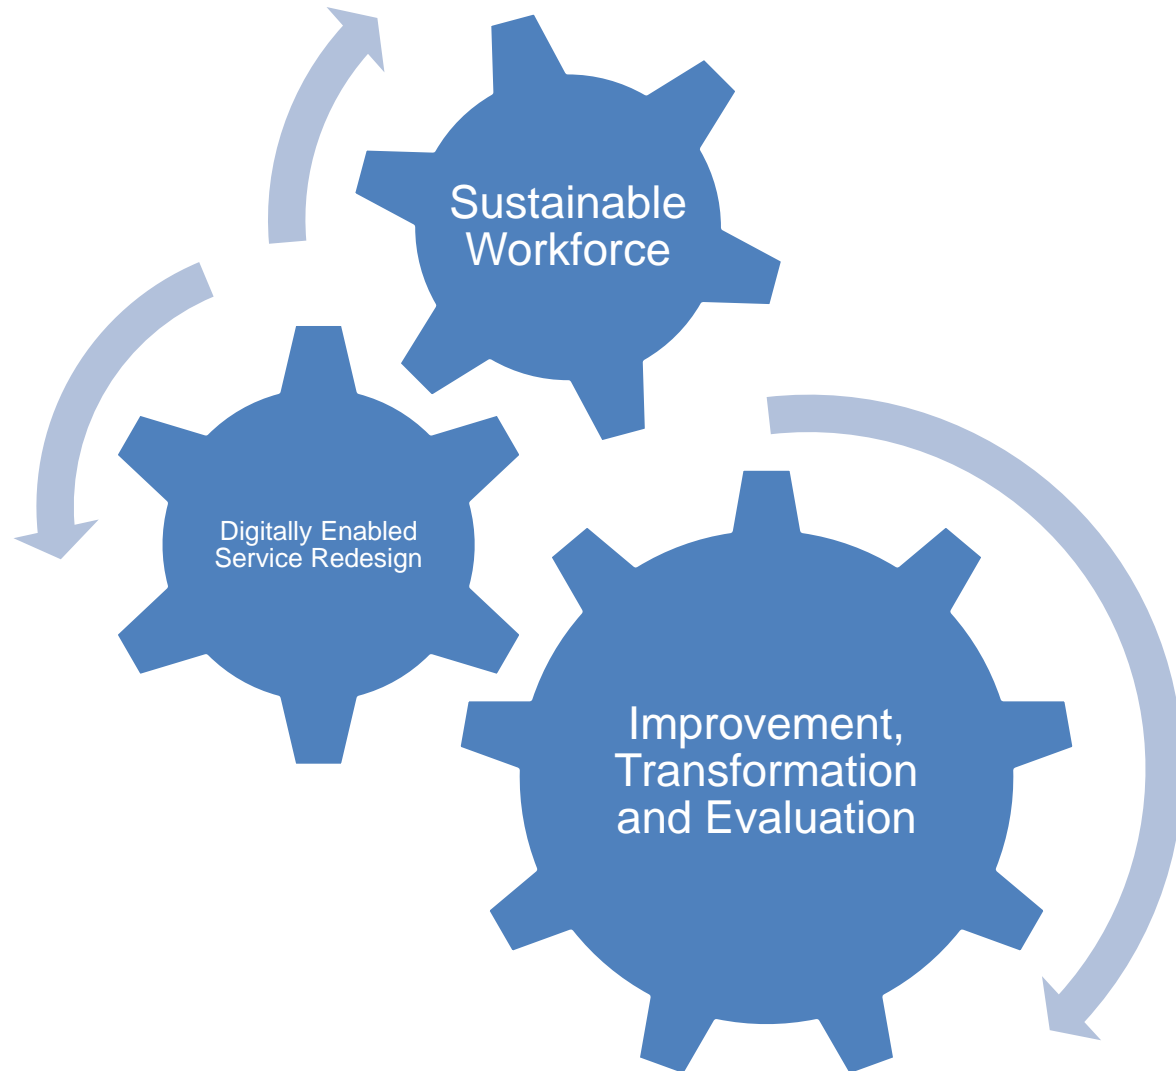 Sustainable
Workforce
Digitally Enabled
Service Redesign
Improvement,
Transformation
and Evaluation